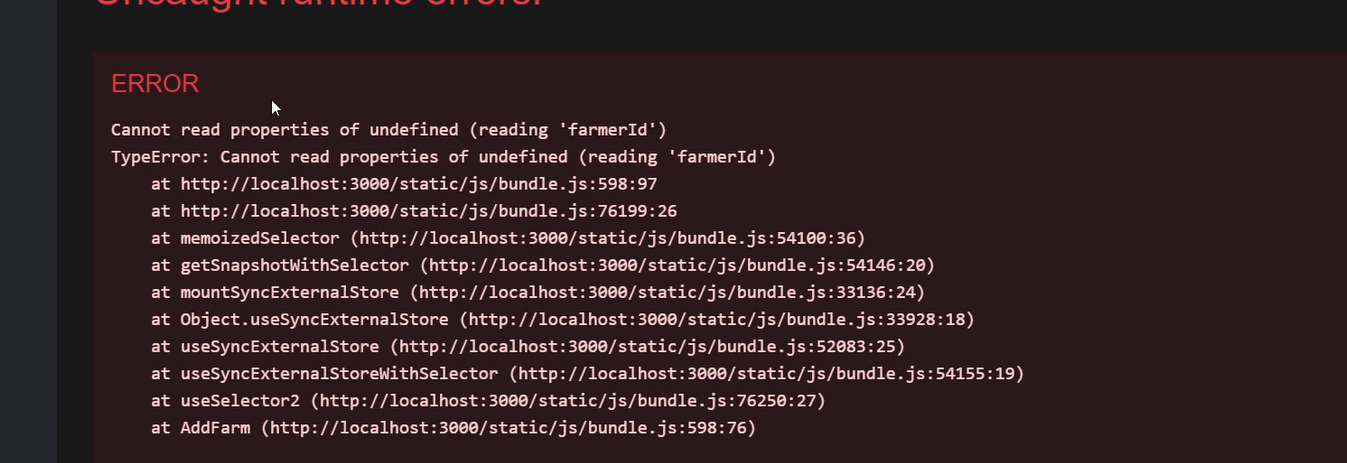 Uncaught runtime errors:
ERROR
Cannot read properties of undefined (reading 'farmerId')
TypeError: Cannot read properties of undefined (reading 'farmerId')
at http://localhost:3000/static/js/bundle.js:598:97
at http://localhost:3000/static/js/bundle.js:76199:26
at memoizedSelector (http://localhost:3000/static/js/bundle.js:54100:36)
at getSnapshotWithSelector (http://localhost:3000/static/js/bundle.js:54146:20)
at mountSyncExternalStore (http://localhost:3000/static/js/bundle.js:33136:24)
at Object.useSyncExternalStore (http://localhost:3000/static/js/bundle.js:33928:18)
at useSyncExternalStore (http://localhost:3000/static/js/bundle.js:52083:25)
at useSyncExternalStoreWithSelector (http://localhost:3000/static/js/bundle.js:54155:19)
at useSelector2 (http://localhost:3000/static/js/bundle.js:76250:27)
at AddFarm (http://localhost:3000/static/js/bundle.js:598:76)